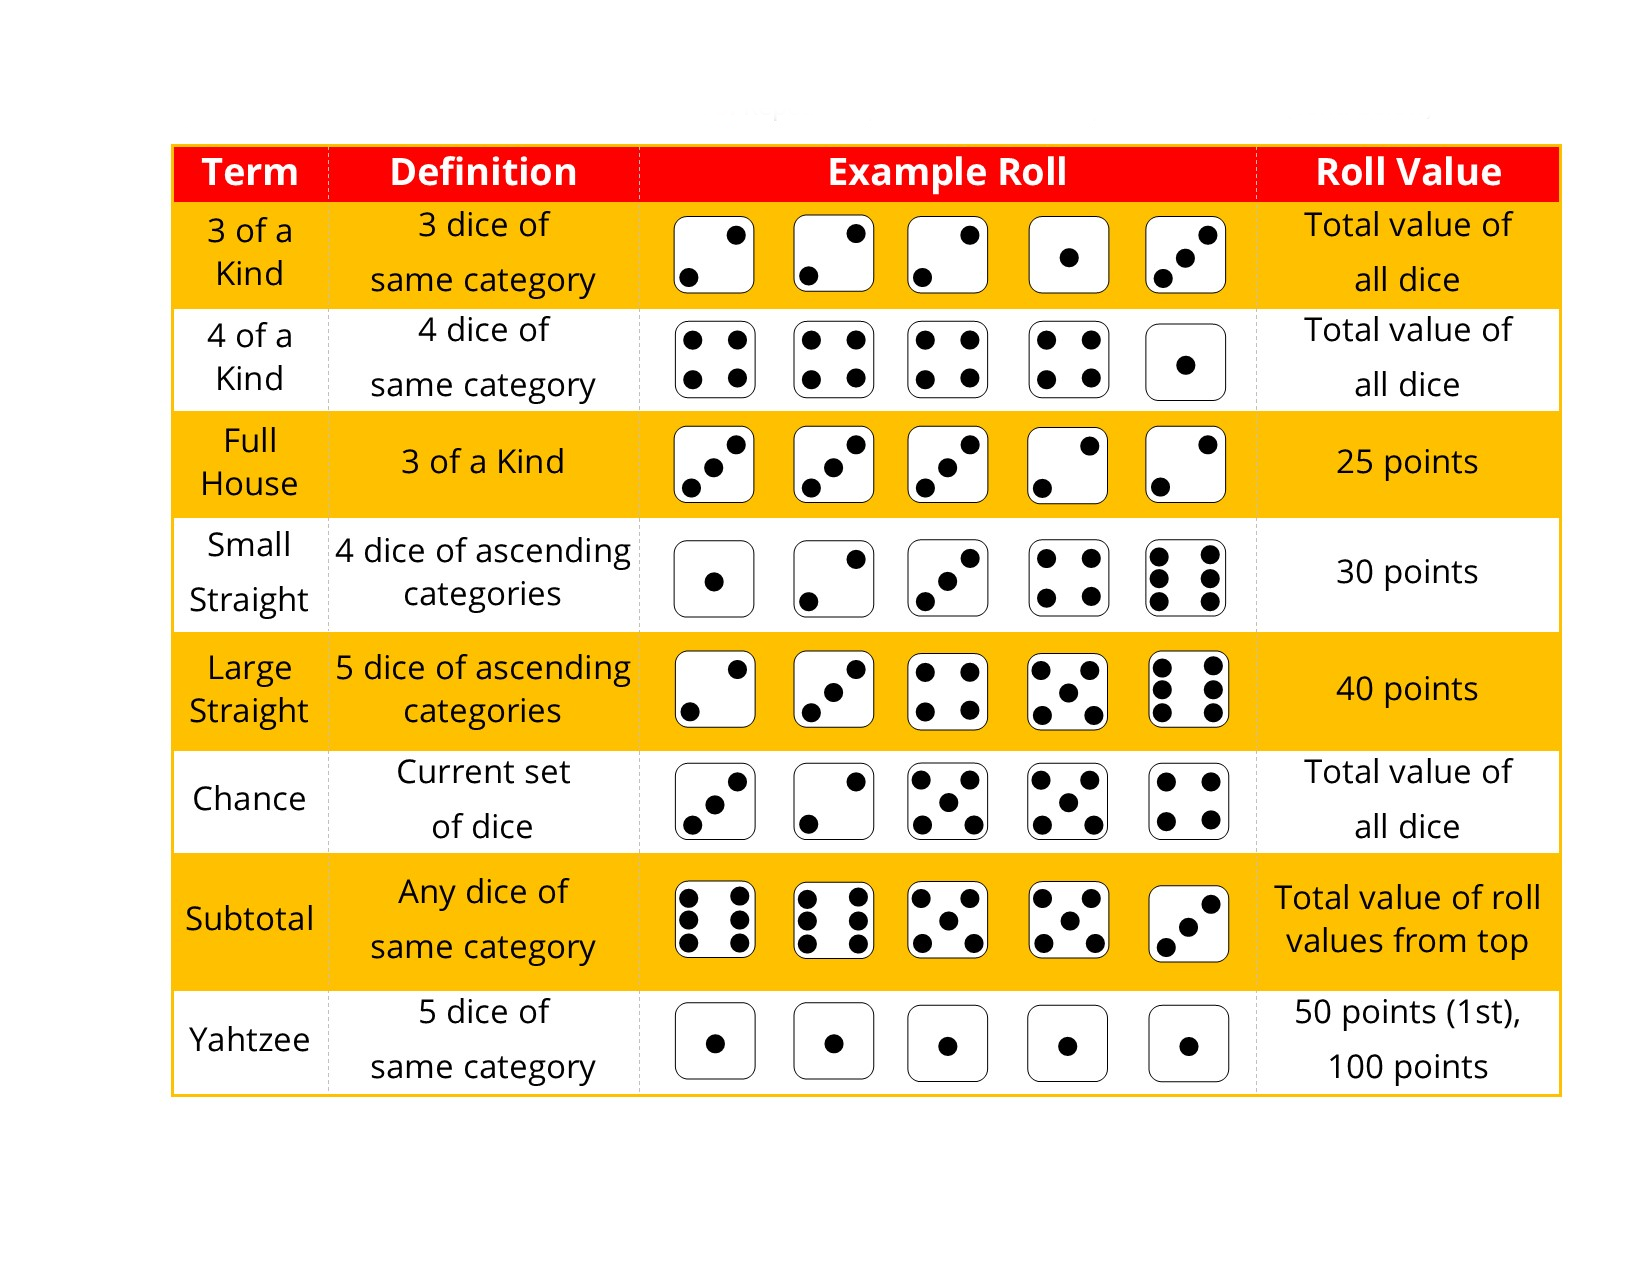 Term Definition Example Roll Roll Value
3 of a
Kind
3 dice of
same category
Total value of
all dice
4 of a
Kind
4 dice of
same category
Total value of
all dice
Full
House
3 of a Kind
25 points
Small
Straight
4 dice of ascending
categories
30 points
Large
Straight
5 dice of ascending
categories
40 points
Chance
Current set
of dice
Total value of
all dice
Subtotal
Any dice of
same category
Total value of roll
values from top
Yahtzee
5 dice of
same category
50 points (1st),
100 points